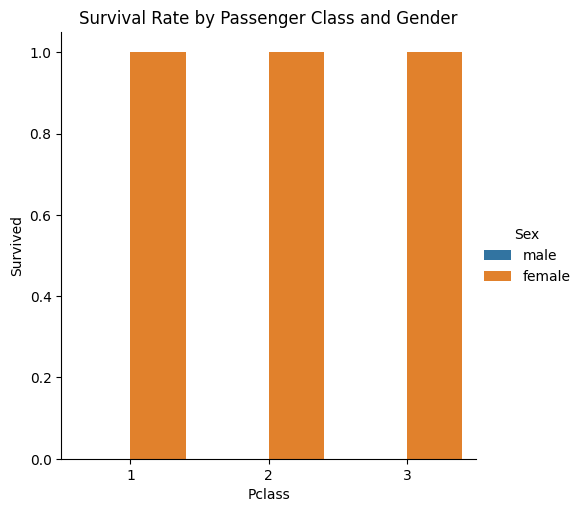 Survival Rate by Passenger Class and Gender
1.0
0.8
0.6
0.4
0.2
0.0
Survived
1
2
3
Pclass
Sex
male
female